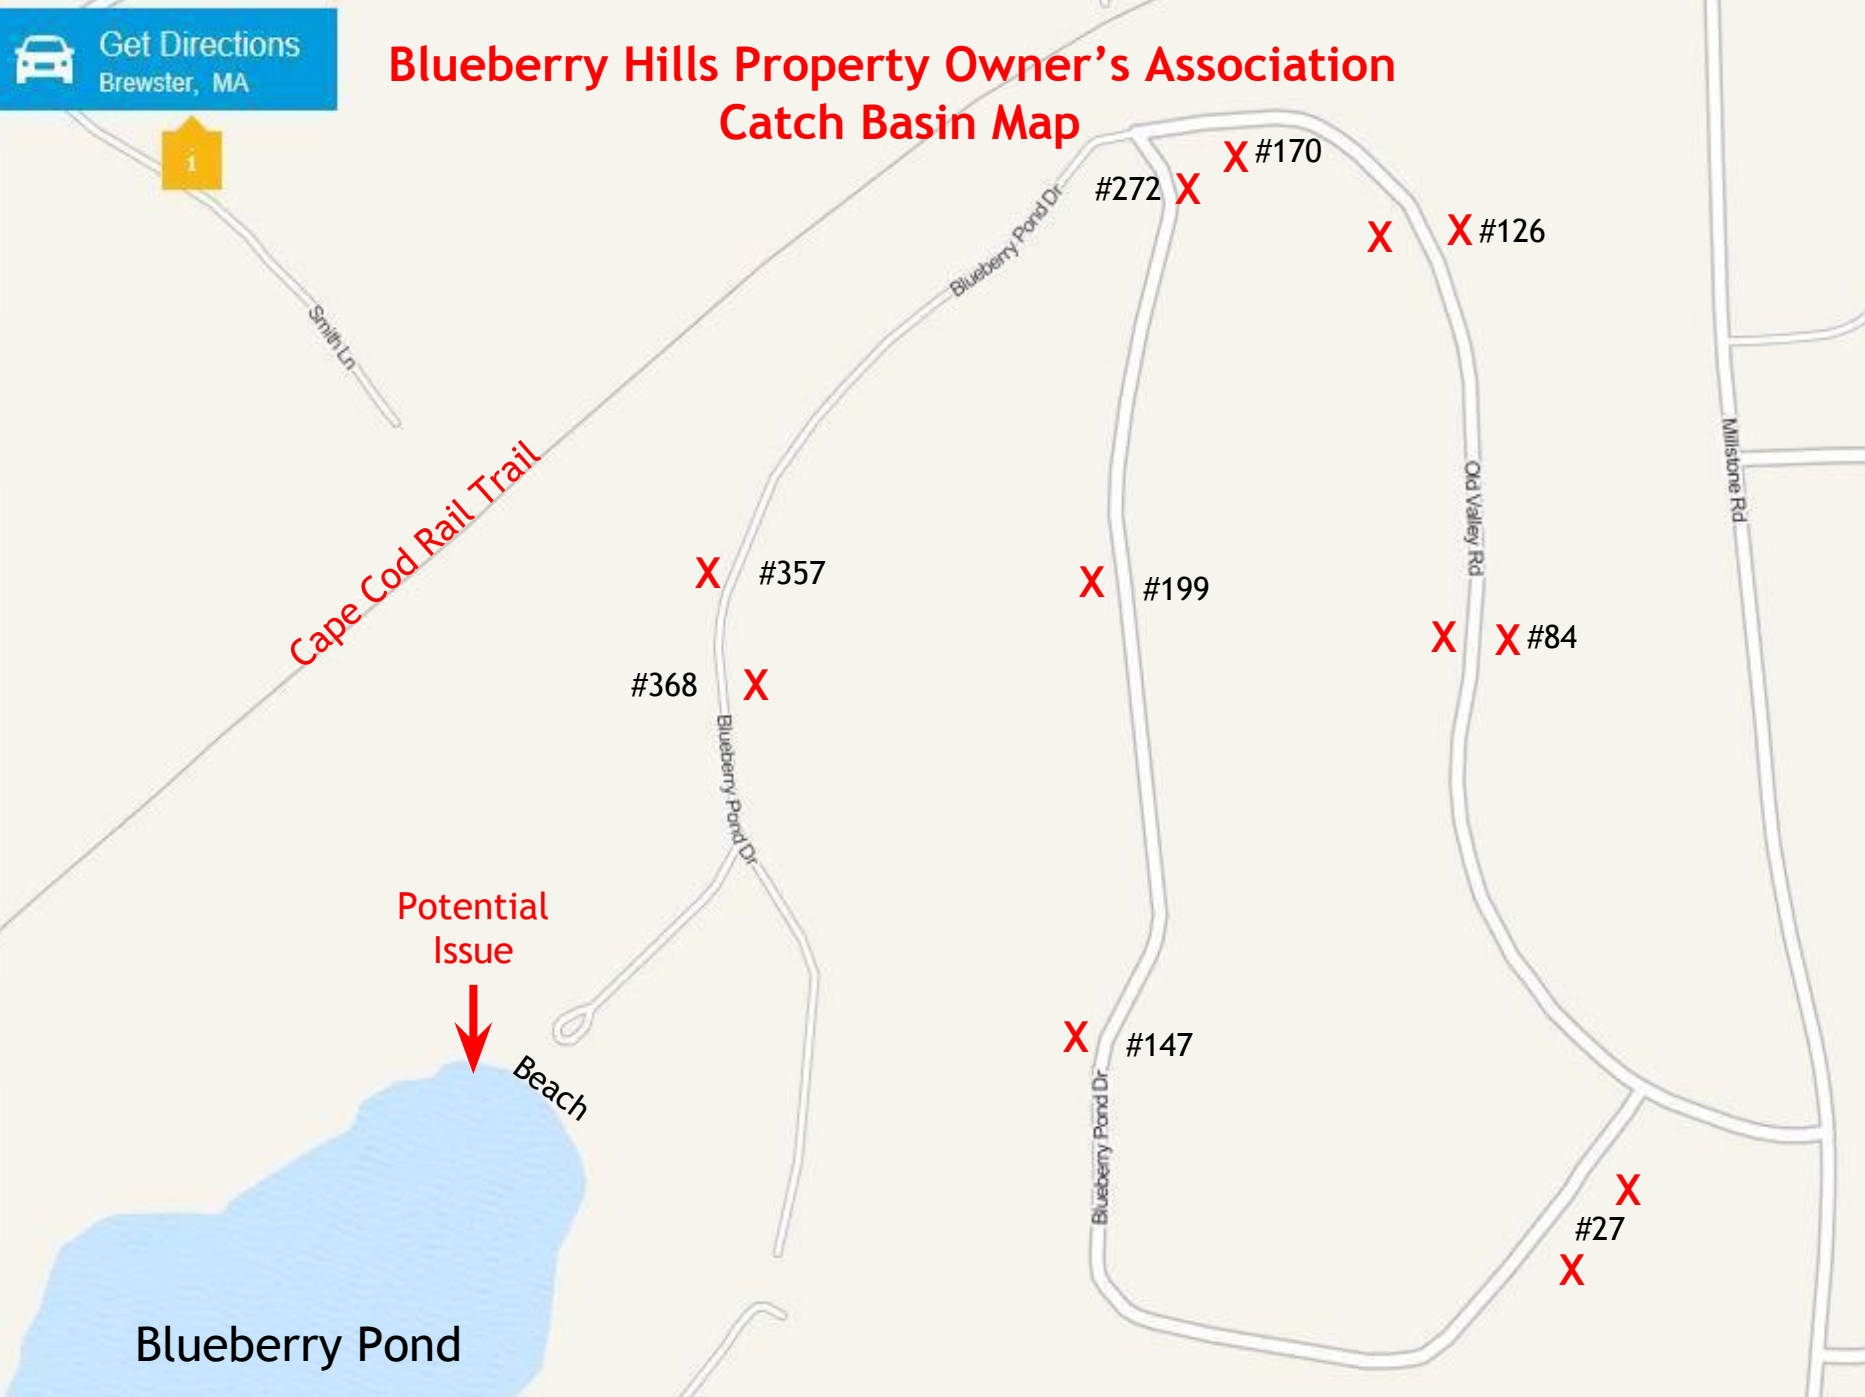 Get Directions
Brewster, MA
i
Blueberry Hills Property Owner’s Association
Catch Basin Map
X #170
#272 X
X
X #126
Blueberry Pond Dr
Smith Ln
Millstone Rd
Old Valley Rd
Cape Cod Rail Trail
X #357
X #199
X
X #84
#368 X
Blueberry Pond Dr
Potential
Issue
Beach
X #147
Blueberry Pond Dr
X
#27
X
Blueberry Pond